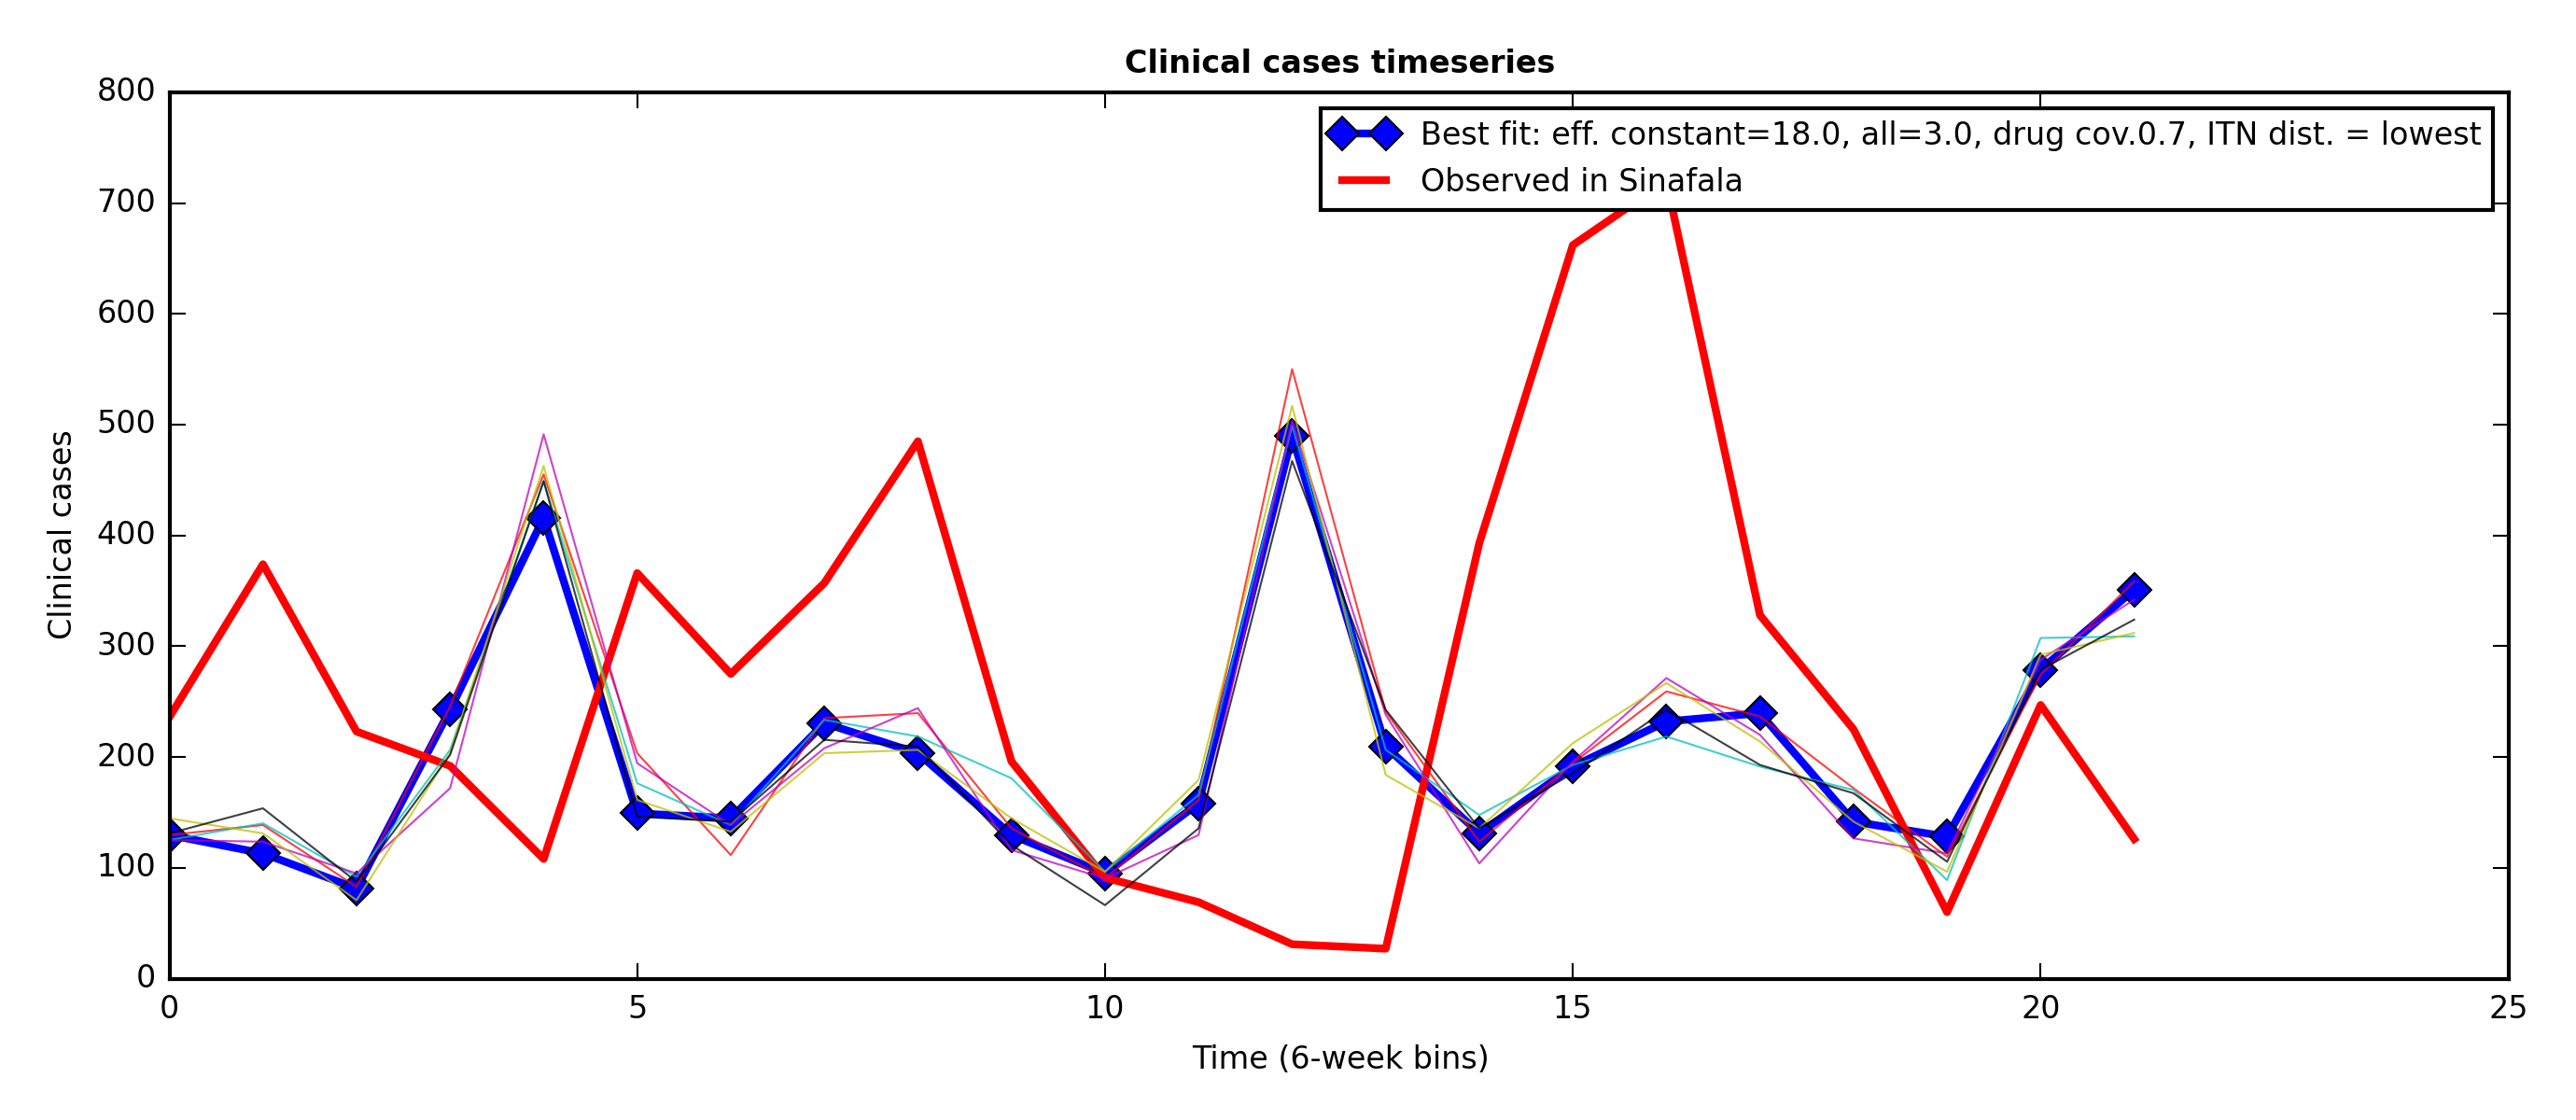 Clinical cases timeseries
800
700
600
500
400
300
200
100
0
Clinical cases
Best fit: eff. constant=18.0, all=3.0, drug cov.0.7, ITN dist. = lowest
Observed in Sinafala
0 5 10 15 20 25
Time (6-week bins)